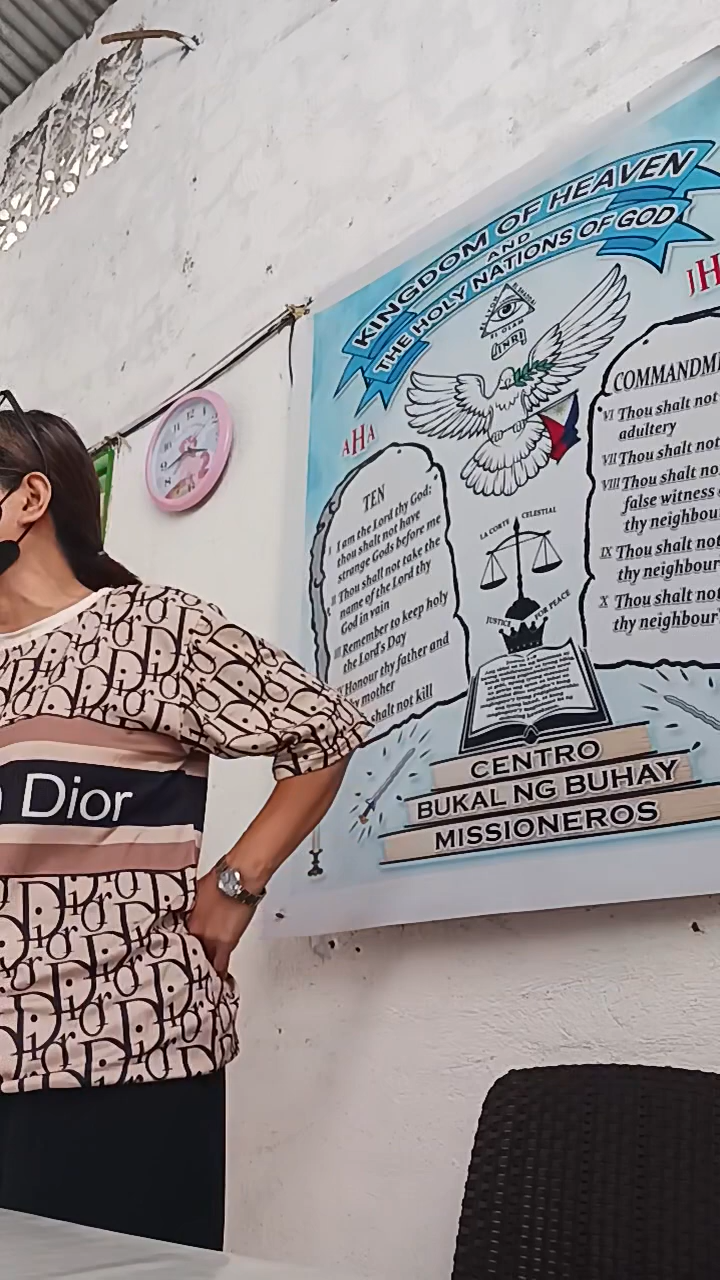 KINGDOM OF HEAVEN
AND
THE HOLY NATIONS OF GOD
EL OLAM
INRI
AHA
JH
TEN
I I am the Lord thy God:
thou shalt not have
strange Gods before me
II Thou shall not take the
name of the Lord thy
God in vain
III Remember to keep holy
the Lord's Day
Honour thy father and
mother
shalt not kill
COMMANDM
VI Thou shalt not
adultery
VII Thou shalt not
VIII Thou shalt no
false witness
thy neighbou
IX Thou shalt not
thy neighbour
X Thou shalt not
thy neighbour
LA CORTE CELESTIAL
JUSTICE FOR PEACE
CENTRO
BUKAL NG BUHAY
MISSIONEROS
Dior